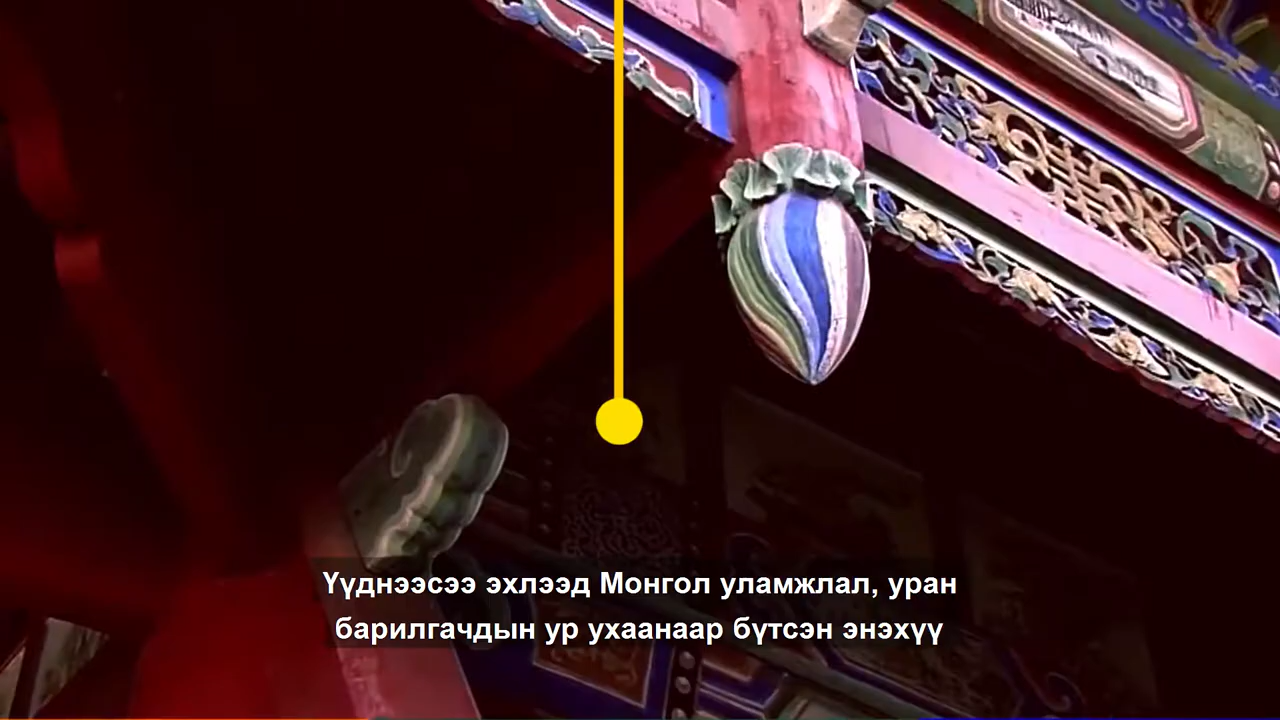 Үүднээсээ эхлээд Монгол уламжлал, уран
барилгачдын ур ухаанаар бүтсэн энэхүү